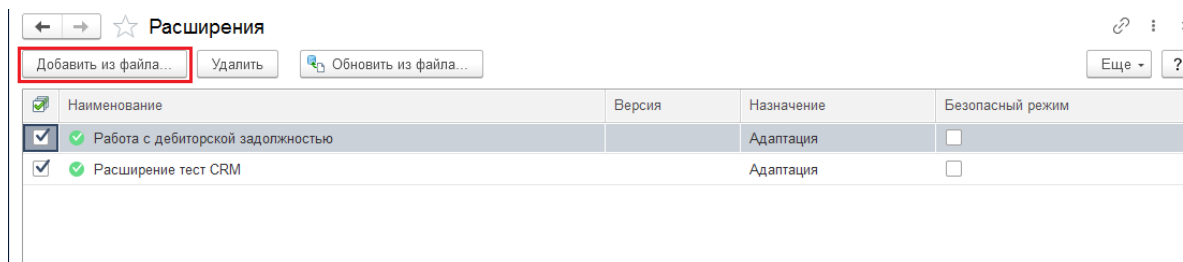 Расширения
Добавить из файла... Удалить Обновить из файла... Еще ?
Наименование Версия Назначение Безопасный режим
Работа с дебиторской задолжностью Адаптация
Расширение тест CRM Адаптация